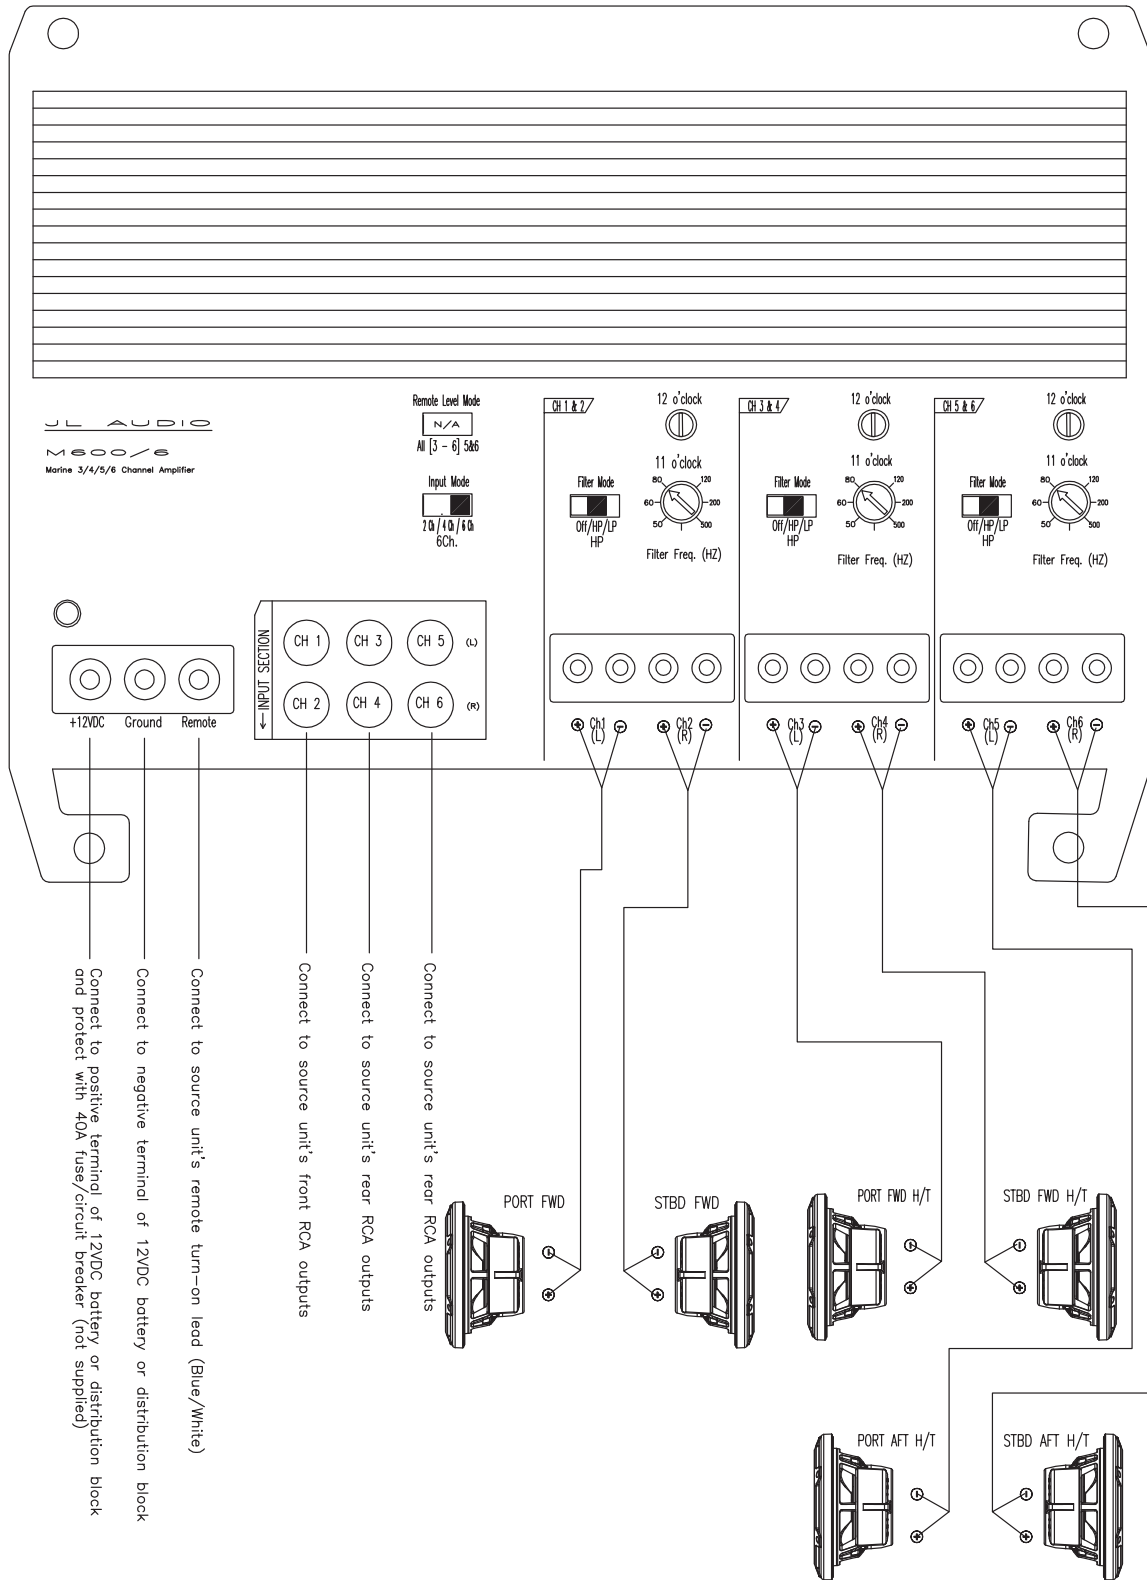 JL AUDIO
M600/6
Marine 3/4/5/6 Channel Amplifier
Remote Level Mode
N/A
All [3 - 6] 5&6
Input Mode
2 Ch / 4 Ch / 6 Ch
6Ch.
CH 1 & 2
12 o'clock
11 o'clock
Filter Mode
Off/HP/LP
HP
80
120
60
200
50
500
Filter Freq. (HZ)
CH 3 & 4
12 o'clock
11 o'clock
Filter Mode
Off/HP/LP
HP
80
120
60
200
50
500
Filter Freq. (HZ)
CH 5 & 6
12 o'clock
11 o'clock
Filter Mode
Off/HP/LP
HP
80
120
60
200
50
500
Filter Freq. (HZ)
+12VDC
Ground
Remote
INPUT SECTION
CH 1
CH 3
CH 5
(L)
CH 2
CH 4
CH 6
(R)
+ Ch1 -
(L)
+ Ch2 -
(R)
+ Ch3 -
(L)
+ Ch4 -
(R)
+ Ch5 -
(L)
+ Ch6 -
(R)
Connect to positive terminal of 12VDC battery or distribution block
and protect with 40A fuse/circuit breaker (not supplied)
Connect to negative terminal of 12VDC battery or distribution block
Connect to source unit's remote turn-on lead (Blue/White)
Connect to source unit's front RCA outputs
Connect to source unit's rear RCA outputs
Connect to source unit's rear RCA outputs
PORT FWD
-
+
STBD FWD
-
+
PORT FWD H/T
-
+
STBD FWD H/T
-
+
PORT AFT H/T
-
+
STBD AFT H/T
-
+